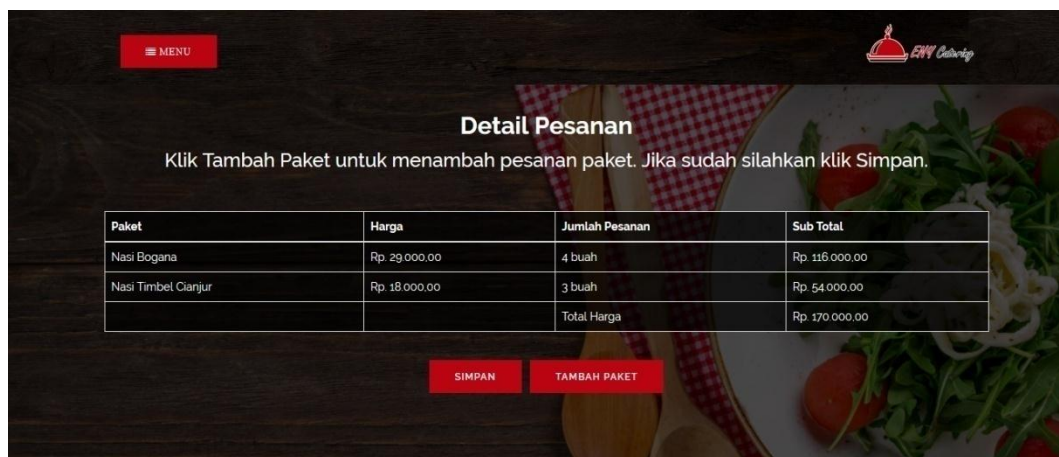 MENU
ENY Catering
Detail Pesanan
Klik Tambah Paket untuk menambah pesanan paket. Jika sudah silahkan klik Simpan.
Paket Harga Jumlah Pesanan Sub Total
Nasi Bogana Rp. 29.000,00 4 buah Rp. 116.000,00
Nasi Timbel Cianjur Rp. 18.000,00 3 buah Rp. 54.000,00
Total Harga Rp. 170.000,00
SIMPAN TAMBAH PAKET